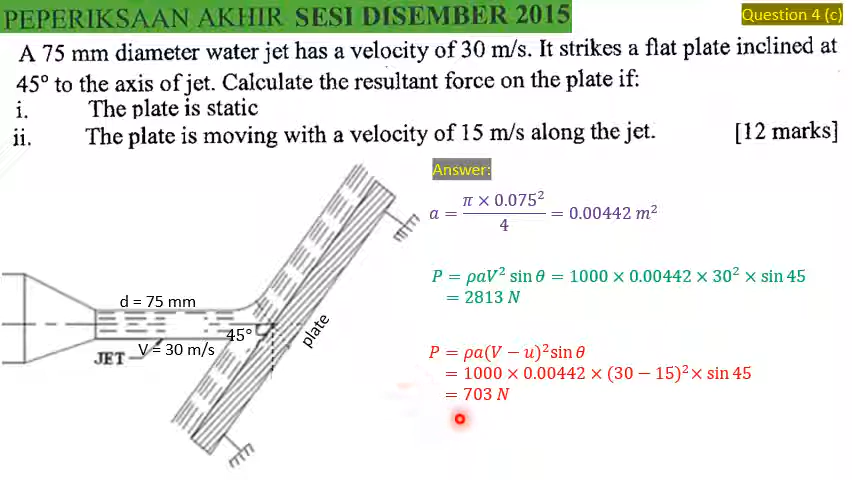 PEPERIKSAAN AKHIR SESI DISEMBER 2015
Question 4 (c)
A 75 mm diameter water jet has a velocity of 30 m/s. It strikes a flat plate inclined at
45° to the axis of jet. Calculate the resultant force on the plate if:
i. The plate is static
ii. The plate is moving with a velocity of 15 m/s along the jet. [12 marks]
Answer:
a = π × 0.075² / 4 = 0.00442 m²
P = ρaV² sin θ = 1000 × 0.00442 × 30² × sin 45
= 2813 N
P = ρa(V − u)² sin θ
= 1000 × 0.00442 × (30 − 15)² × sin 45
= 703 N
d = 75 mm
45°
plate
V = 30 m/s
JET